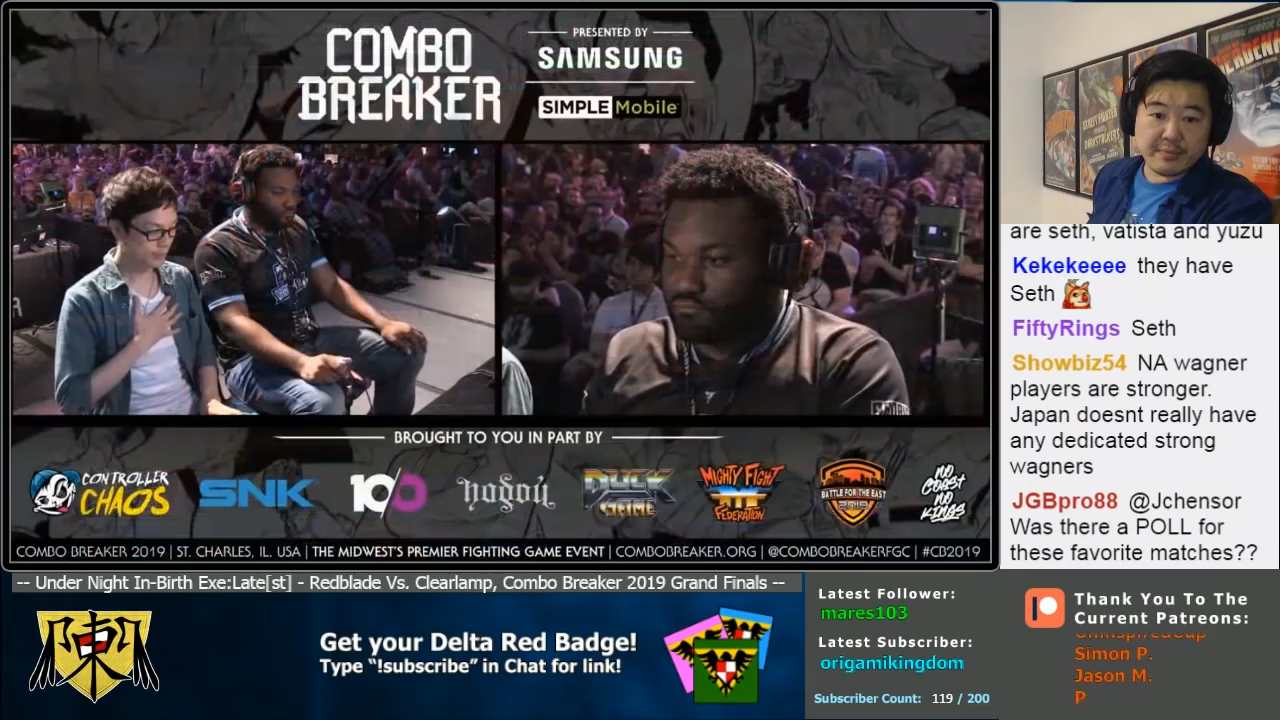 COMBO
BREAKER
PRESENTED BY
SAMSUNG
SIMPLE Mobile
BROUGHT TO YOU IN PART BY
CONTROLLER
CHAOS
SNK
MIGHTY FIGHT
FEDERATION
BATTLE FOR THE EAST
NO
COAST
NO
KINGS
COMBO BREAKER 2019 | ST. CHARLES, IL. USA | THE MIDWEST'S PREMIER FIGHTING GAME EVENT | COMBOBREAKER.ORG | @COMBOBREAKERFGC | #CB2019
are seth, vatista and yuzu
Kekekeeee they have
Seth
FiftyRings Seth
Showbiz54 NA wagner
players are stronger.
Japan doesnt really have
any dedicated strong
wagners
JGBpro88 @Jchensor
Was there a POLL for
these favorite matches??
-- Under Night In-Birth Exe:Late[st] - Redblade Vs. Clearlamp, Combo Breaker 2019 Grand Finals --
Get your Delta Red Badge!
Type "!subscribe" in Chat for link!
Latest Follower:
mares103
Latest Subscriber:
origamikingdom
Subscriber Count: 119 / 200
Thank You To The
Current Patreons:
Simon P.
Jason M.
P